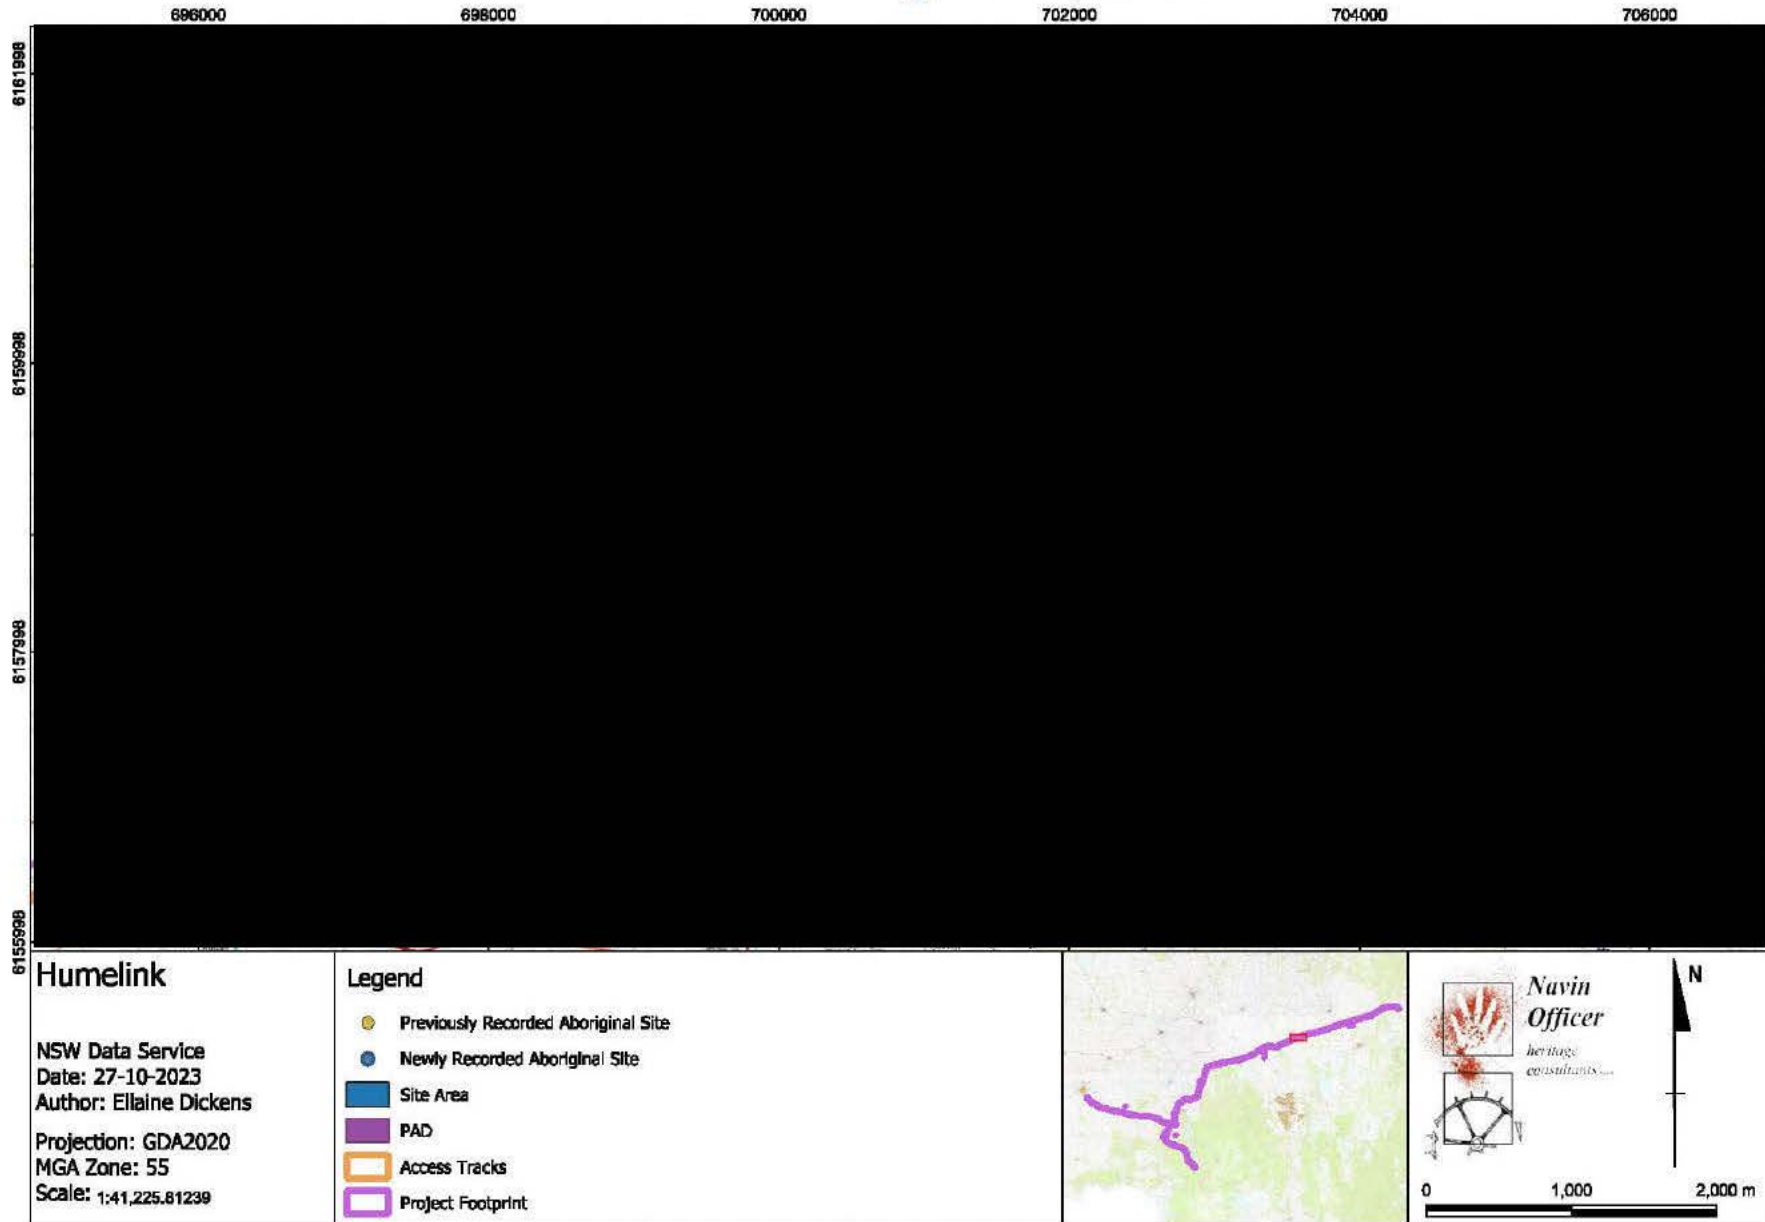 696000 698000 700000 702000 704000 706000
6161998
6159998
6157998
6155998
Humelink
NSW Data Service
Date: 27-10-2023
Author: Ellaine Dickens
Projection: GDA2020
MGA Zone: 55
Scale: 1:41,225.81239
Legend
Previously Recorded Aboriginal Site
Newly Recorded Aboriginal Site
Site Area
PAD
Access Tracks
Project Footprint
Navin
Officer
heritage
consultants
N
0 1,000 2,000 m